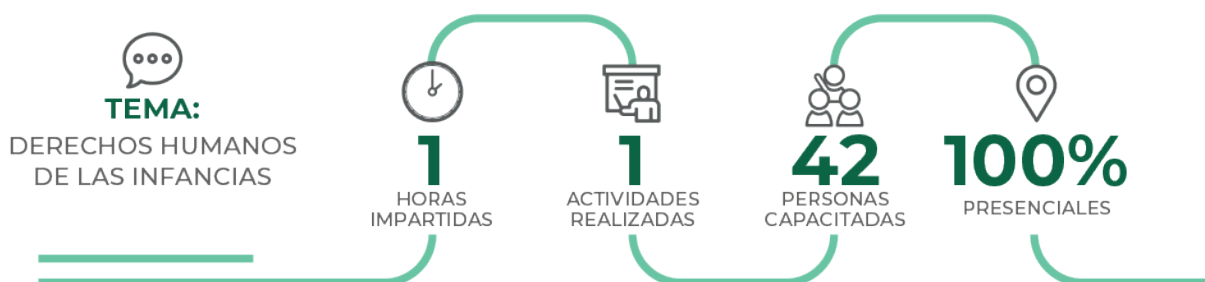 TEMA:
DERECHOS HUMANOS
DE LAS INFANCIAS
1
HORAS
IMPARTIDAS
1
ACTIVIDADES
REALIZADAS
42
PERSONAS
CAPACITADAS
100%
PRESENCIALES